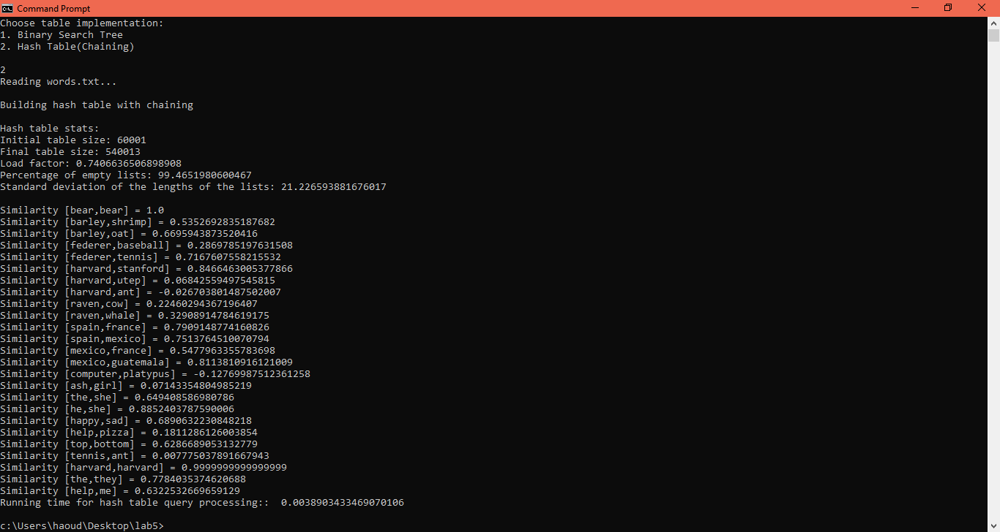 Command Prompt
Choose table implementation:
1. Binary Search Tree
2. Hash Table(Chaining)
2
Reading words.txt...
Building hash table with chaining
Hash table stats:
Initial table size: 60001
Final table size: 540013
Load factor: 0.7406636506898908
Percentage of empty lists: 99.4651980600467
Standard deviation of the lengths of the lists: 21.226593881676017
Similarity [bear,bear] = 1.0
Similarity [barley,shrimp] = 0.5352692835187682
Similarity [barley,oat] = 0.6695943873520416
Similarity [federer,baseball] = 0.2869785197631508
Similarity [federer,tennis] = 0.7167607558215532
Similarity [harvard,stanford] = 0.8466463005377866
Similarity [harvard,utep] = 0.06842559497545815
Similarity [harvard,ant] = -0.026703801487502007
Similarity [raven,cow] = 0.22460294367196407
Similarity [raven,whale] = 0.32908914784619175
Similarity [spain,france] = 0.7909148774160826
Similarity [spain,mexico] = 0.7513764510070794
Similarity [mexico,france] = 0.5477963355783698
Similarity [mexico,guatemala] = 0.8113810916121009
Similarity [computer,platypus] = -0.12769987512361258
Similarity [ash,girl] = 0.07143354804985219
Similarity [the,she] = 0.649408586980786
Similarity [he,she] = 0.8852403787590006
Similarity [happy,sad] = 0.6890632230848218
Similarity [help,pizza] = 0.1811286126003854
Similarity [top,bottom] = 0.6286689053132779
Similarity [tennis,ant] = 0.007775037891667943
Similarity [harvard,harvard] = 0.9999999999999999
Similarity [the,they] = 0.7784035374620688
Similarity [help,me] = 0.6322532669659129
Running time for hash table query processing::  0.0038903433469070106
c:\Users\haoud\Desktop\lab5>